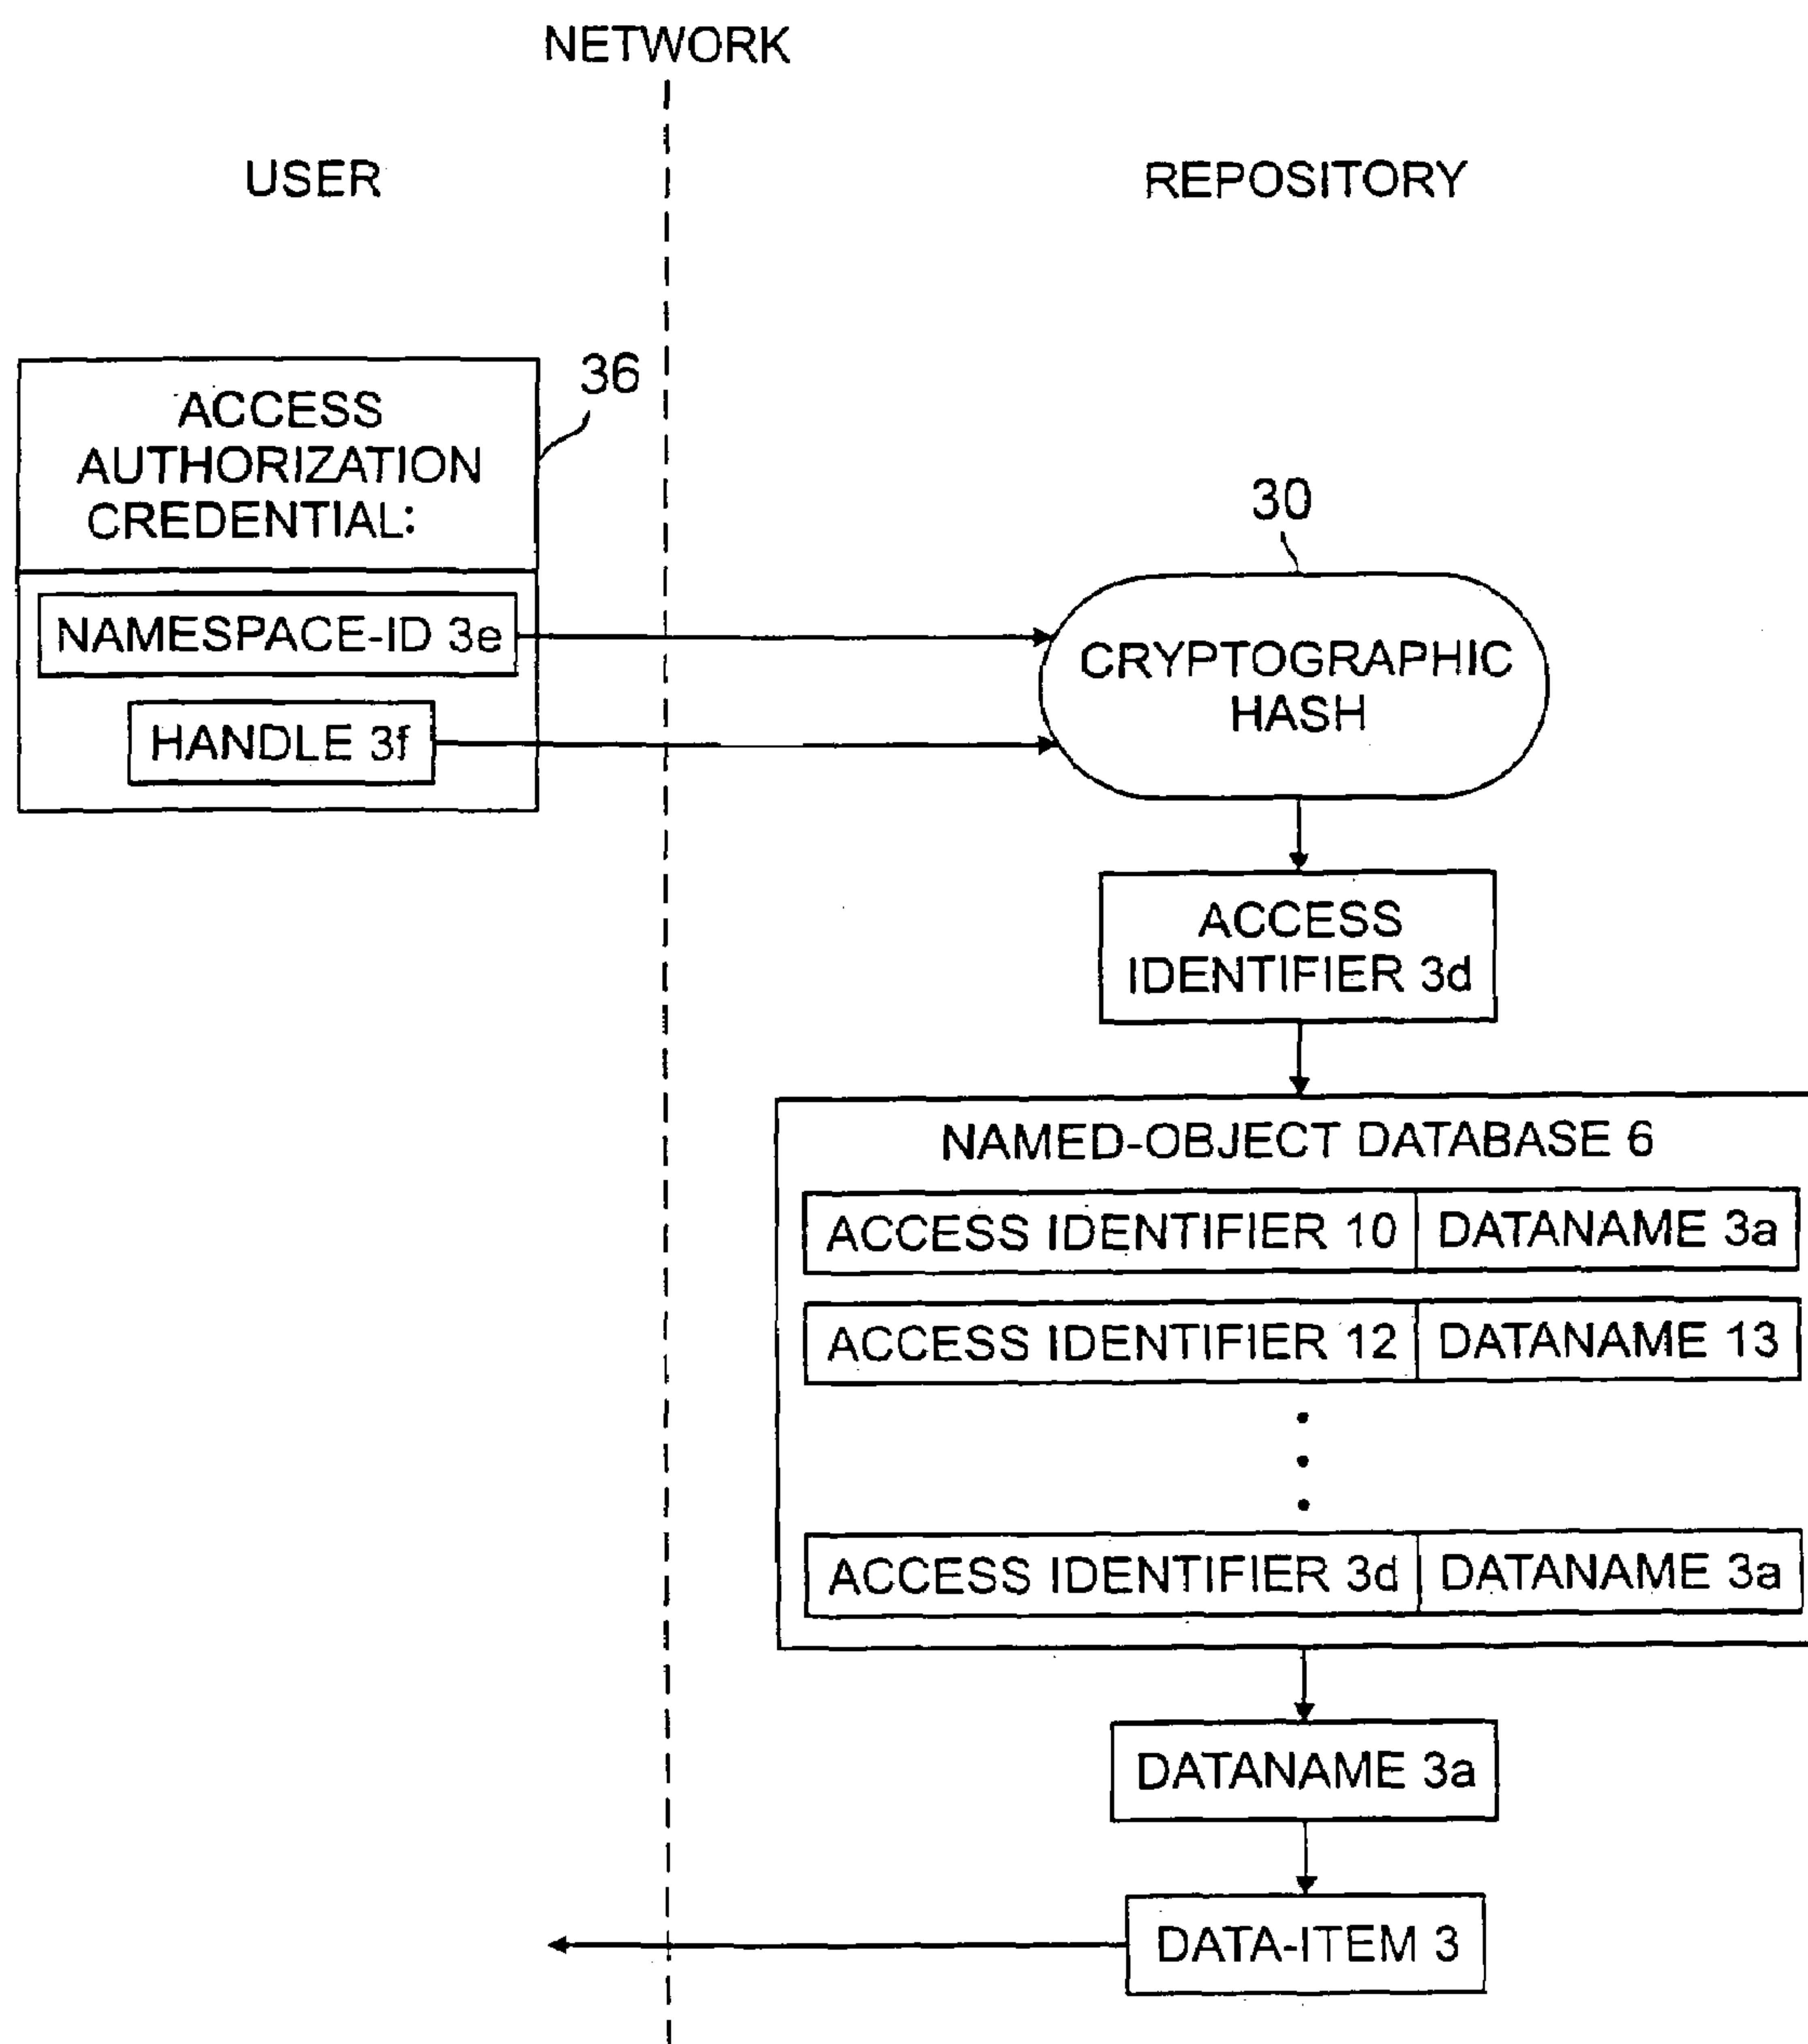 NETWORK
USER
REPOSITORY
36
ACCESS
AUTHORIZATION
CREDENTIAL:
NAMESPACE-ID 3e
HANDLE 3f
30
CRYPTOGRAPHIC
HASH
ACCESS
IDENTIFIER 3d
NAMED-OBJECT DATABASE 6
ACCESS IDENTIFIER 10 DATANAME 3a
ACCESS IDENTIFIER 12 DATANAME 13
ACCESS IDENTIFIER 3d DATANAME 3a
DATANAME 3a
DATA-ITEM 3